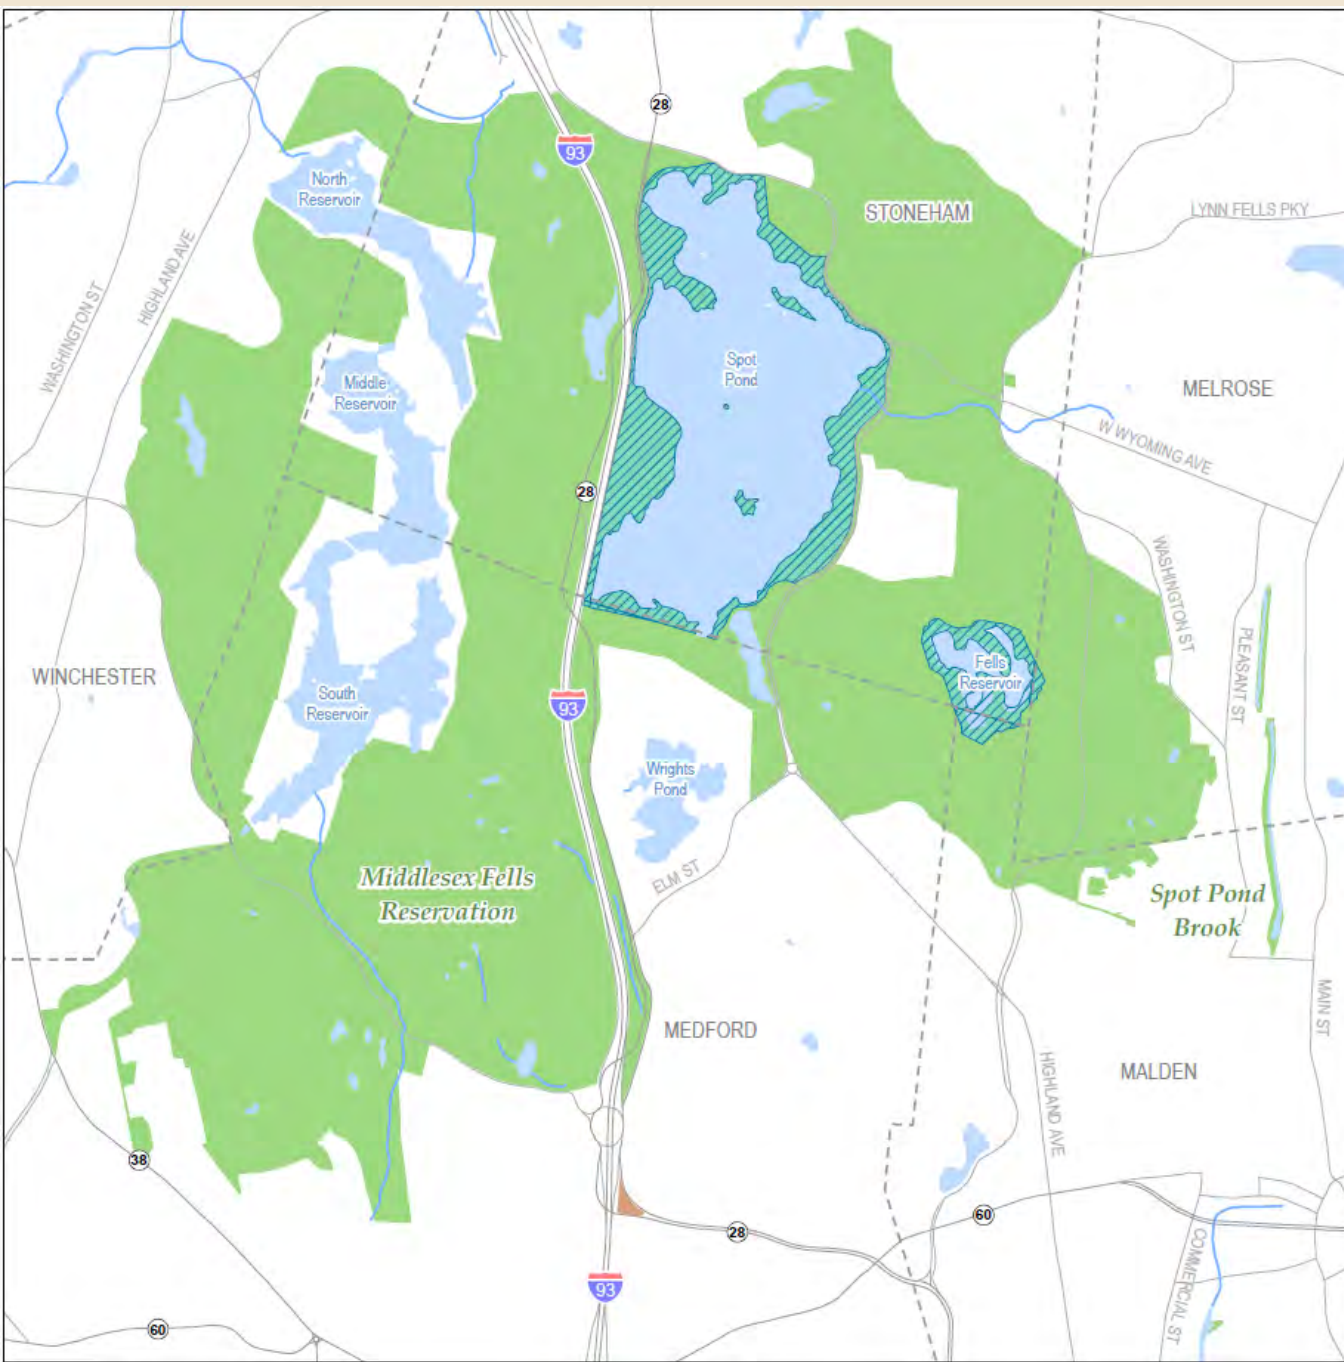 28
93
North
Reservoir
STONEHAM
LYNN FELLS PKY
WASHINGTON ST
HIGHLAND AVE
Spot
Pond
Middle
Reservoir
MELROSE
W WYOMING AVE
28
WASHINGTON ST
PLEASANT ST
WINCHESTER
Fells
Reservoir
South
Reservoir
93
Wrights
Pond
ELM ST
Middlesex Fells
Reservation
Spot Pond
Brook
MAIN ST
MEDFORD
MALDEN
HIGHLAND AVE
38
60
28
COMMERCIAL ST
93
60